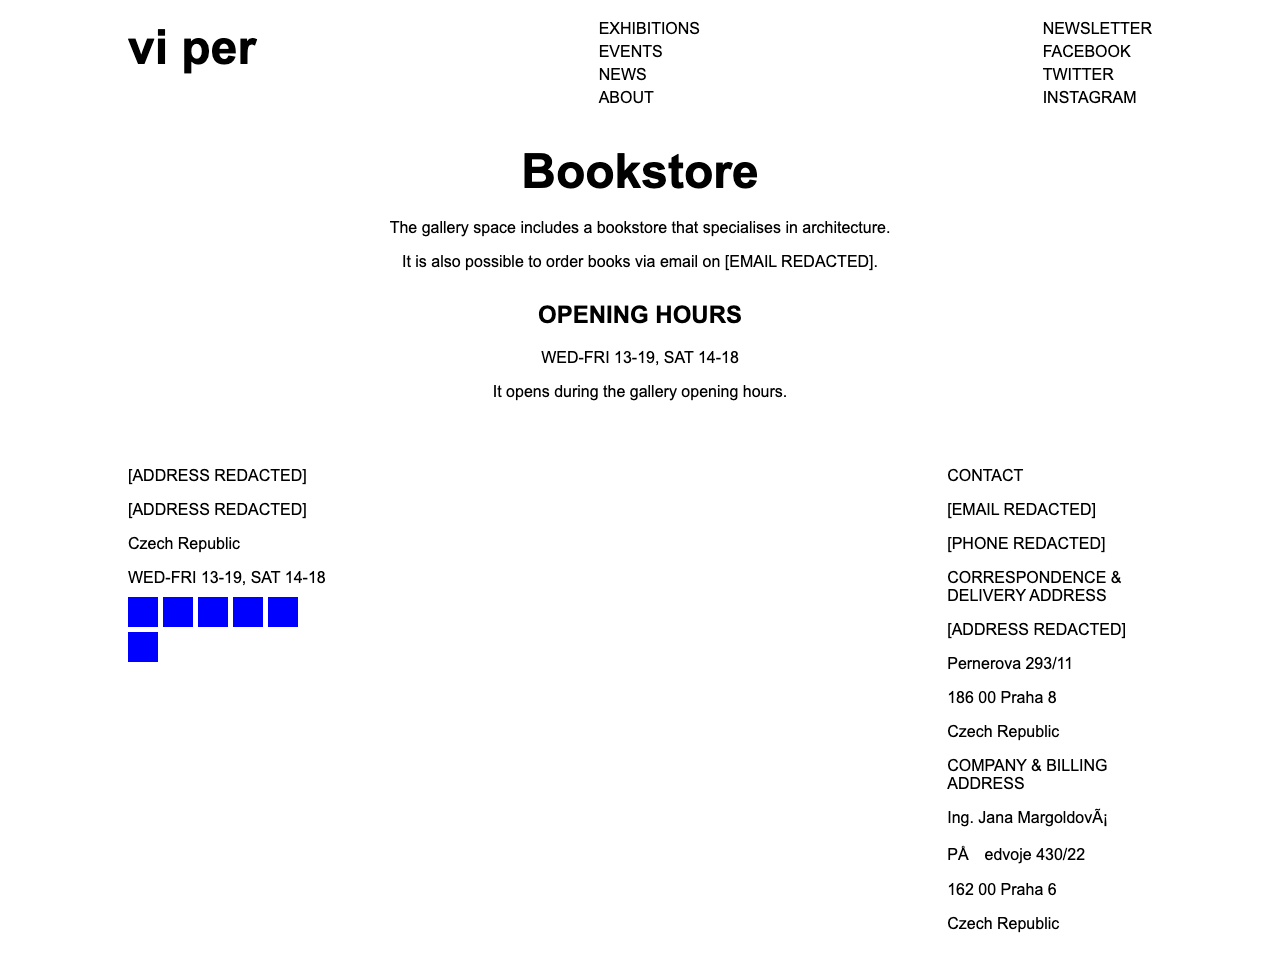 vi per
EXHIBITIONS
EVENTS
NEWS
ABOUT
NEWSLETTER
FACEBOOK
TWITTER
INSTAGRAM
Bookstore
The gallery space includes a bookstore that specialises in architecture.
It is also possible to order books via email on [EMAIL REDACTED].
OPENING HOURS
WED-FRI 13-19, SAT 14-18
It opens during the gallery opening hours.
[ADDRESS REDACTED]
[ADDRESS REDACTED]
Czech Republic
WED-FRI 13-19, SAT 14-18
CONTACT
[EMAIL REDACTED]
[PHONE REDACTED]
CORRESPONDENCE &
DELIVERY ADDRESS
[ADDRESS REDACTED]
Pernerova 293/11
186 00 Praha 8
Czech Republic
COMPANY & BILLING
ADDRESS
Ing. Jana MargoldovÃ¡
PÅ edvoje 430/22
162 00 Praha 6
Czech Republic